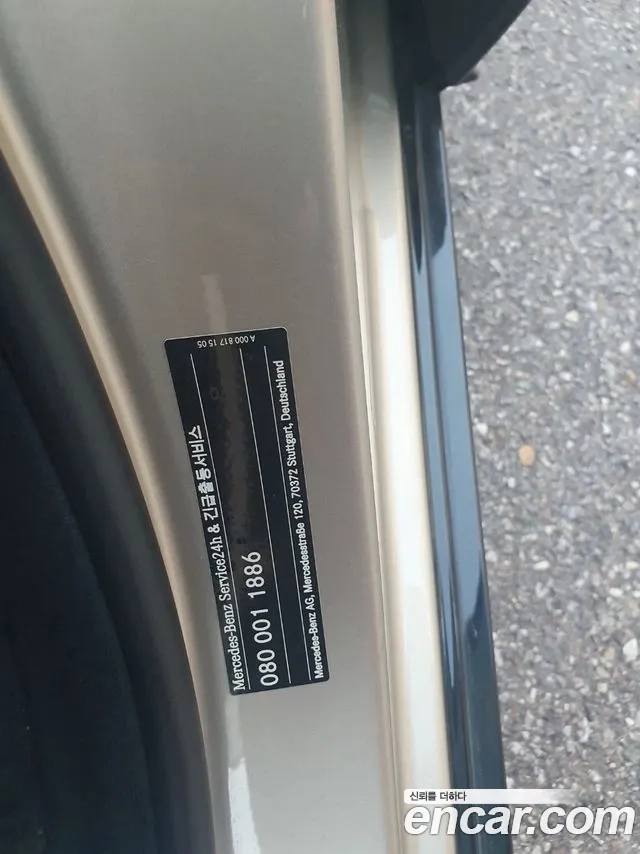 A 000 817 15 05
Mercedes-Benz Service24h & 긴급출동서비스
080 001 1886
Mercedes-Benz AG, Mercedesstraße 120, 70372 Stuttgart, Deutschland
신뢰를 더하다
encar.com